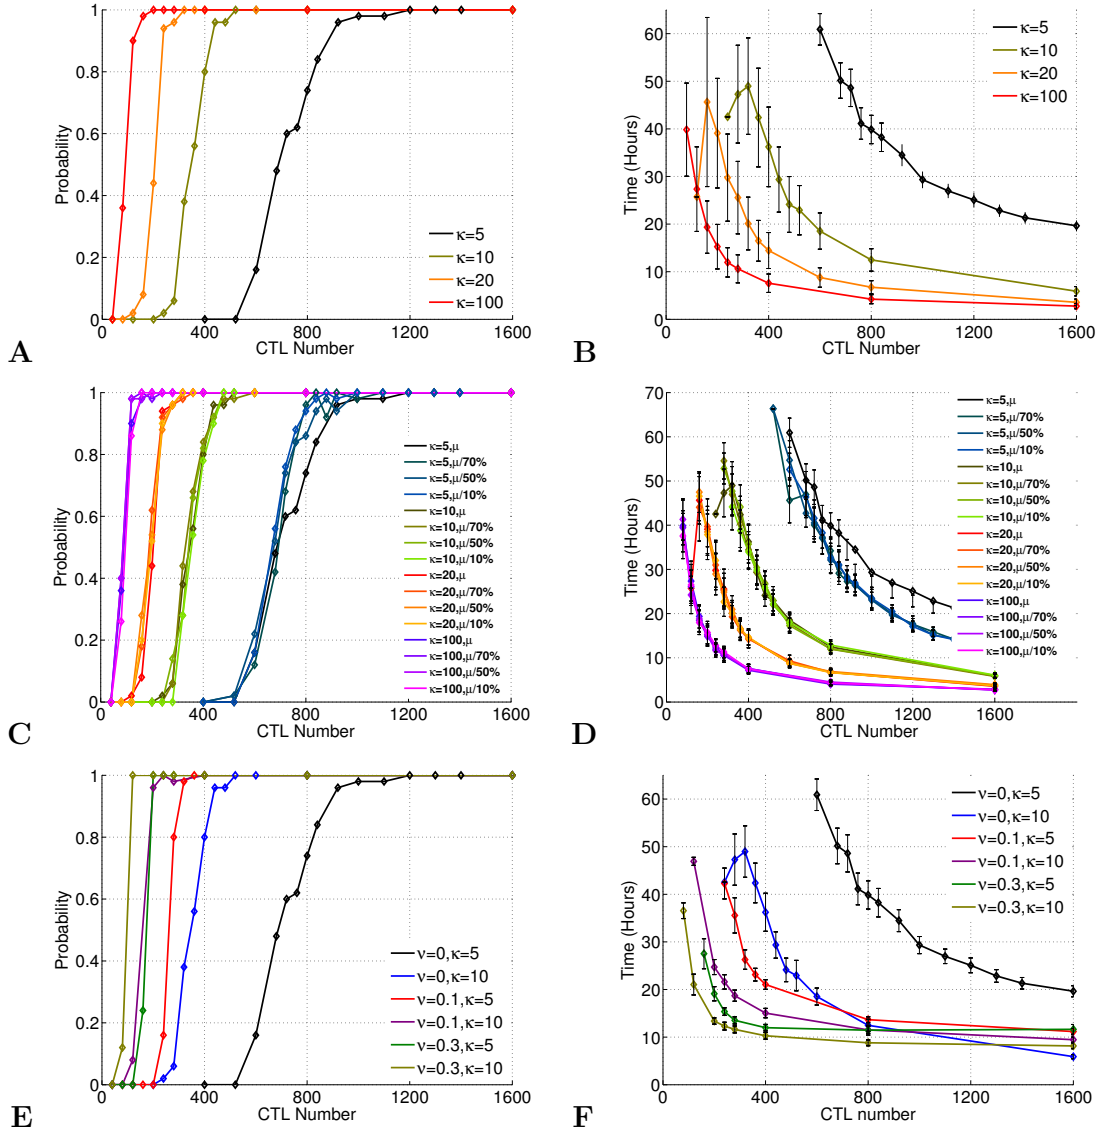 1
0.8
0.6
0.4
0.2
0
0 400 800 1200 1600
Probability
CTL Number
κ=5
κ=10
κ=20
κ=100
A
60
50
40
30
20
10
0
0 400 800 1200 1600
Time (Hours)
CTL Number
κ=5
κ=10
κ=20
κ=100
B
1
0.8
0.6
0.4
0.2
0
0 400 800 1200 1600
Probability
CTL Number
κ=5,μ
κ=5,μ/70%
κ=5,μ/50%
κ=5,μ/10%
κ=10,μ
κ=10,μ/70%
κ=10,μ/50%
κ=10,μ/10%
κ=20,μ
κ=20,μ/70%
κ=20,μ/50%
κ=20,μ/10%
κ=100,μ
κ=100,μ/70%
κ=100,μ/50%
κ=100,μ/10%
C
70
60
50
40
30
20
10
0
0 400 800 1200 1600
Time (Hours)
CTL Number
κ=5,μ
κ=5,μ/70%
κ=5,μ/50%
κ=5,μ/10%
κ=10,μ
κ=10,μ/70%
κ=10,μ/50%
κ=10,μ/10%
κ=20,μ
κ=20,μ/70%
κ=20,μ/50%
κ=20,μ/10%
κ=100,μ
κ=100,μ/70%
κ=100,μ/50%
κ=100,μ/10%
D
1
0.8
0.6
0.4
0.2
0
0 400 800 1200 1600
Probability
CTL Number
ν=0,κ=5
ν=0,κ=10
ν=0.1,κ=5
ν=0.1,κ=10
ν=0.3,κ=5
ν=0.3,κ=10
E
60
50
40
30
20
10
0
0 400 800 1200 1600
Time (Hours)
CTL number
ν=0,κ=5
ν=0,κ=10
ν=0.1,κ=5
ν=0.1,κ=10
ν=0.3,κ=5
ν=0.3,κ=10
F